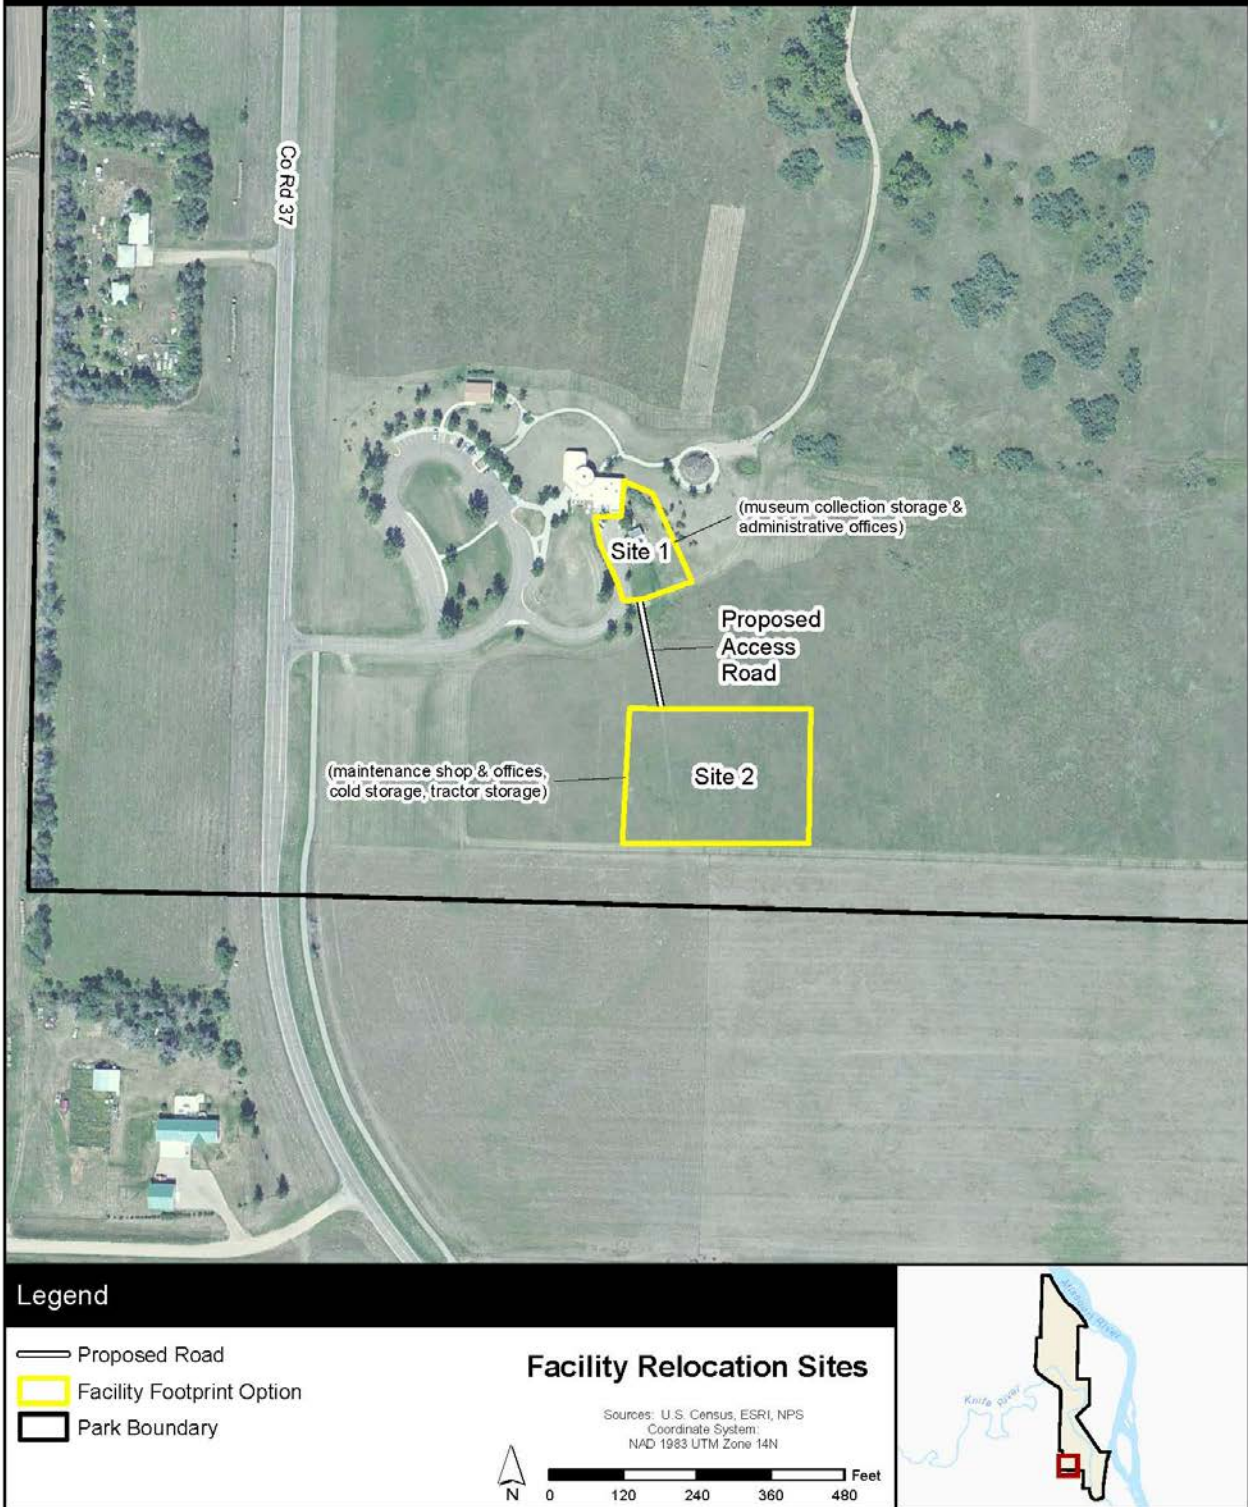 Co Rd 37
(museum collection storage &
administrative offices)
Site 1
Proposed
Access
Road
(maintenance shop & offices,
cold storage, tractor storage)
Site 2
Legend
Proposed Road
Facility Footprint Option
Park Boundary
Facility Relocation Sites
Sources: U.S. Census, ESRI, NPS
Coordinate System:
NAD 1983 UTM Zone 14N
N
Feet
0 120 240 360 480
Missouri River
Knife River